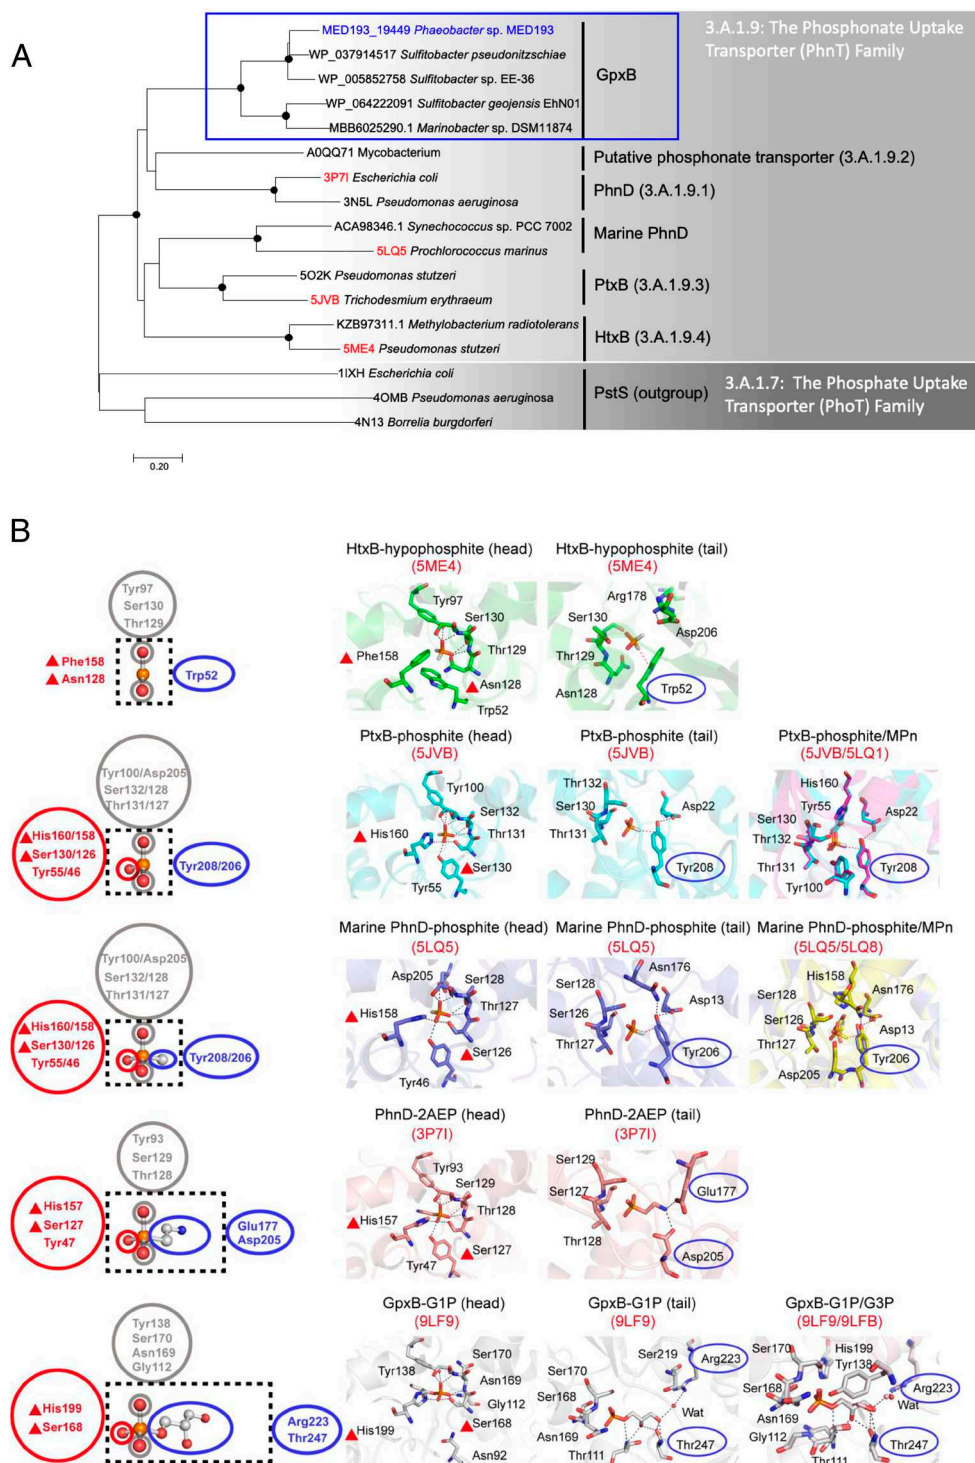 A
MED193_19449 Phaeobacter sp. MED193
WP_037914517 Sulfitobacter pseudonitzschiae
WP_005852758 Sulfitobacter sp. EE-36
WP_064222091 Sulfitobacter geojensis EhN01
MBB6025290.1 Marinobacter sp. DSM11874
GpxB
3.A.1.9: The Phosphonate Uptake
Transporter (PhnT) Family
A0QQ71 Mycobacterium
Putative phosphonate transporter (3.A.1.9.2)
3P7I Escherichia coli
3N5L Pseudomonas aeruginosa
PhnD (3.A.1.9.1)
ACA98346.1 Synechococcus sp. PCC 7002
5LQ5 Prochlorococcus marinus
Marine PhnD
5O2K Pseudomonas stutzeri
5JVB Trichodesmium erythraeum
PtxB (3.A.1.9.3)
KZB97311.1 Methylobacterium radiotolerans
5ME4 Pseudomonas stutzeri
HtxB (3.A.1.9.4)
1IXH Escherichia coli
4OMB Pseudomonas aeruginosa
4N13 Borrelia burgdorferi
PstS (outgroup)
3.A.1.7: The Phosphate Uptake
Transporter (PhoT) Family
0.20
B
Tyr97
Ser130
Thr129
Phe158
Asn128
Trp52
HtxB-hypophosphite (head)
(5ME4)
Tyr97
Ser130
Phe158
Thr129
Asn128
Trp52
HtxB-hypophosphite (tail)
(5ME4)
Arg178
Ser130
Asp206
Thr129
Asn128
Trp52
Tyr100/Asp205
Ser132/128
Thr131/127
His160/158
Ser130/126
Tyr55/46
Tyr208/206
PtxB-phosphite (head)
(5JVB)
Tyr100
Ser132
His160
Thr131
Ser130
Tyr55
PtxB-phosphite (tail)
(5JVB)
Thr132
Ser130
Asp22
Thr131
Tyr208
PtxB-phosphite/MPn
(5JVB/5LQ1)
His160
Tyr55
Asp22
Ser130
Thr132
Thr131
Tyr208
Tyr100
Tyr100/Asp205
Ser132/128
Thr131/127
His160/158
Ser130/126
Tyr55/46
Tyr208/206
Marine PhnD-phosphite (head)
(5LQ5)
Asp205
Ser128
Thr127
His158
Ser126
Tyr46
Marine PhnD-phosphite (tail)
(5LQ5)
Asn176
Ser128
Asp13
Ser126
Thr127
Tyr206
Marine PhnD-phosphite/MPn
(5LQ5/5LQ8)
His158
Asn176
Ser128
Ser126
Asp13
Thr127
Tyr206
Asp205
Tyr93
Ser129
Thr128
His157
Ser127
Tyr47
Glu177
Asp205
PhnD-2AEP (head)
(3P7I)
Tyr93
Ser129
Thr128
His157
Ser127
Tyr47
PhnD-2AEP (tail)
(3P7I)
Ser129
Glu177
Ser127
Thr128
Asp205
Tyr138
Ser170
Asn169
Gly112
His199
Ser168
Arg223
Thr247
GpxB-G1P (head)
(9LF9)
Ser170
Tyr138
Asn169
Gly112
Ser168
His199
Asn92
GpxB-G1P (tail)
(9LF9)
Ser219
Arg223
Ser170
Ser168
Wat
Asn169
Thr247
Thr111
GpxB-G1P/G3P
(9LF9/9LFB)
His199
Ser170
Tyr138
Ser168
Arg223
Wat
Asn169
Gly112
Thr247
Thr111